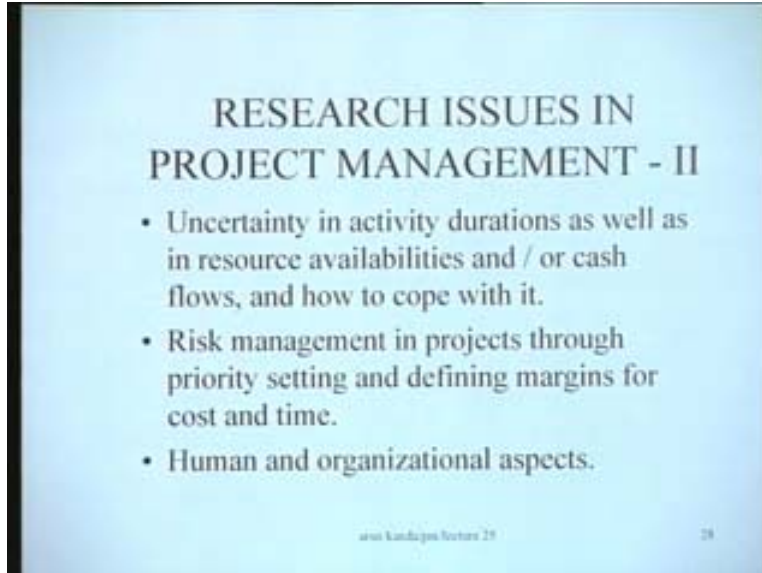 RESEARCH ISSUES IN
PROJECT MANAGEMENT - II
• Uncertainty in activity durations as well as
in resource availabilities and / or cash
flows, and how to cope with it.
• Risk management in projects through
priority setting and defining margins for
cost and time.
• Human and organizational aspects.
28